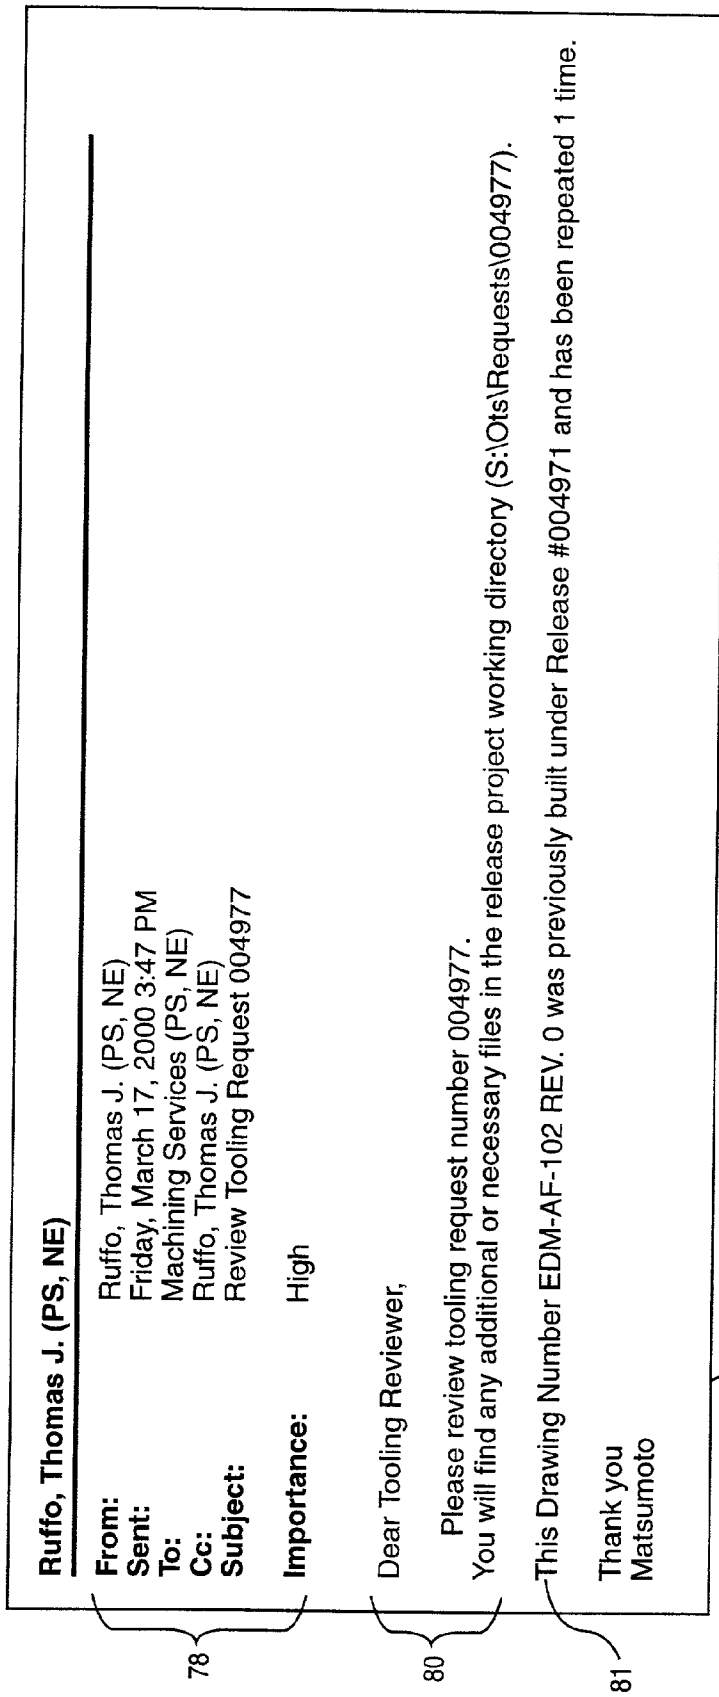 Ruffo, Thomas J. (PS, NE)
From: Ruffo, Thomas J. (PS, NE)
Sent: Friday, March 17, 2000 3:47 PM
To: Machining Services (PS, NE)
Cc: Ruffo, Thomas J. (PS, NE)
Subject: Review Tooling Request 004977
Importance: High
78
Dear Tooling Reviewer,
Please review tooling request number 004977.
You will find any additional or necessary files in the release project working directory (S:\Ots\Requests\004977).
80
This Drawing Number EDM-AF-102 REV. 0 was previously built under Release #004971 and has been repeated 1 time.
81
Thank you
Matsumoto